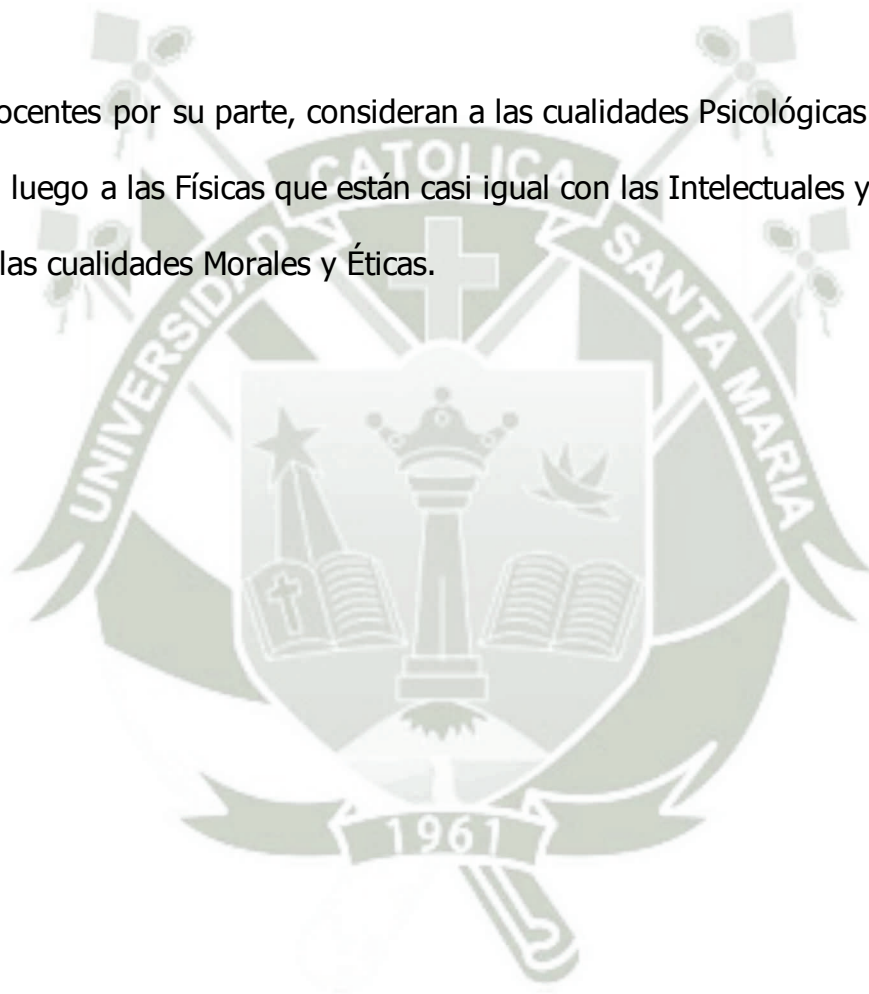 ocentes por su parte, consideran a las cualidades Psicológicas
luego a las Físicas que están casi igual con las Intelectuales y
las cualidades Morales y Éticas.
UNIVERSIDAD CATOLICA SANTA MARIA
1961